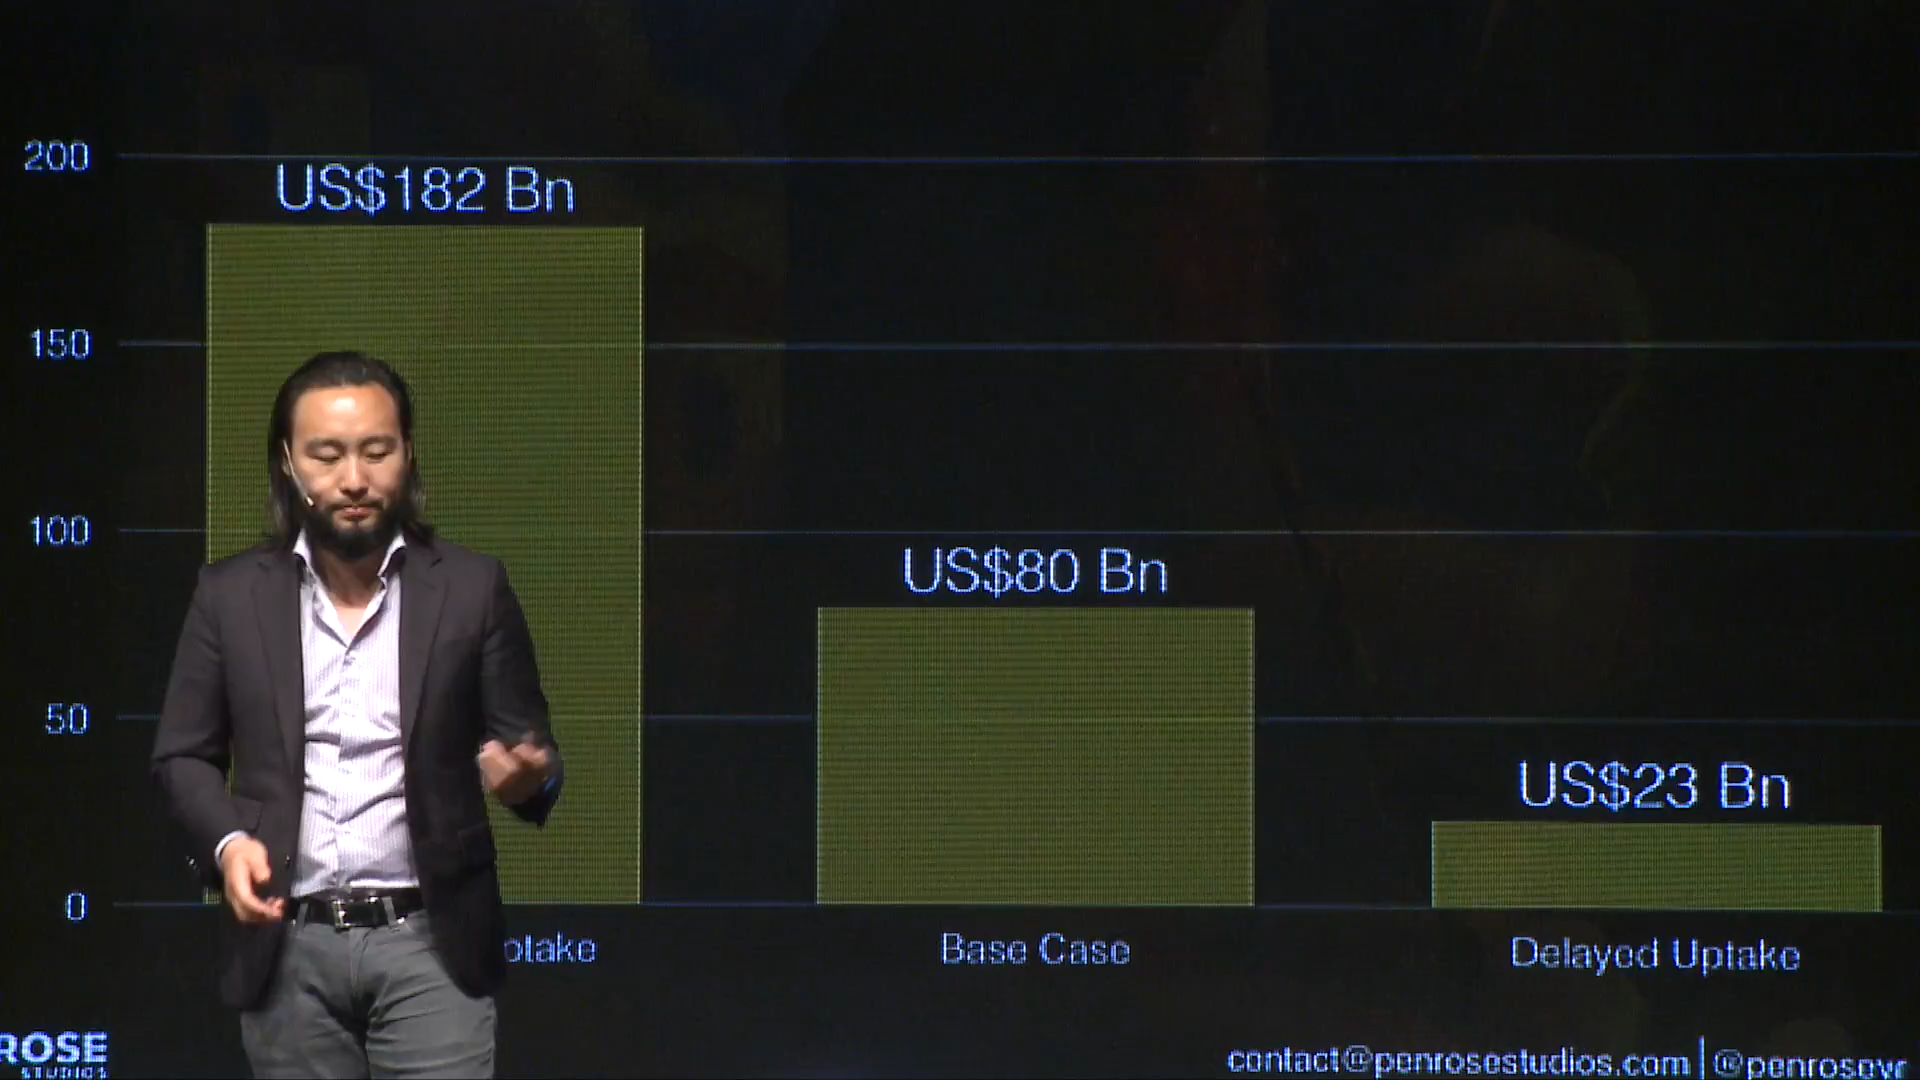 200
US$182 Bn
150
100
US$80 Bn
50
US$23 Bn
0
Base Case
Delayed Uptake
ROSE
STUDIOS
contact@penrosestudios.com | @penrosevr